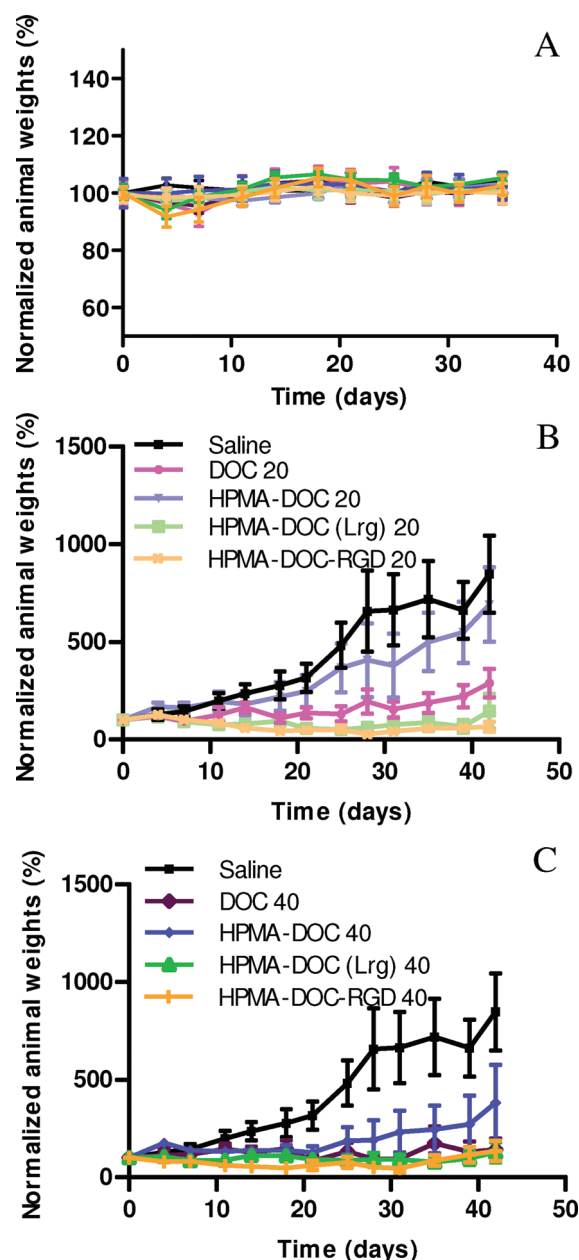 A
Normalized animal weights (%)
140
120
100
80
60
0
10
20
30
40
Time (days)
B
Normalized animal weights (%)
1500
1000
500
0
Saline
DOC 20
HPMA-DOC 20
HPMA-DOC (Lrg) 20
HPMA-DOC-RGD 20
0
10
20
30
40
50
Time (days)
C
Normalized animal weights (%)
1500
1000
500
0
Saline
DOC 40
HPMA-DOC 40
HPMA-DOC (Lrg) 40
HPMA-DOC-RGD 40
0
10
20
30
40
50
Time (days)